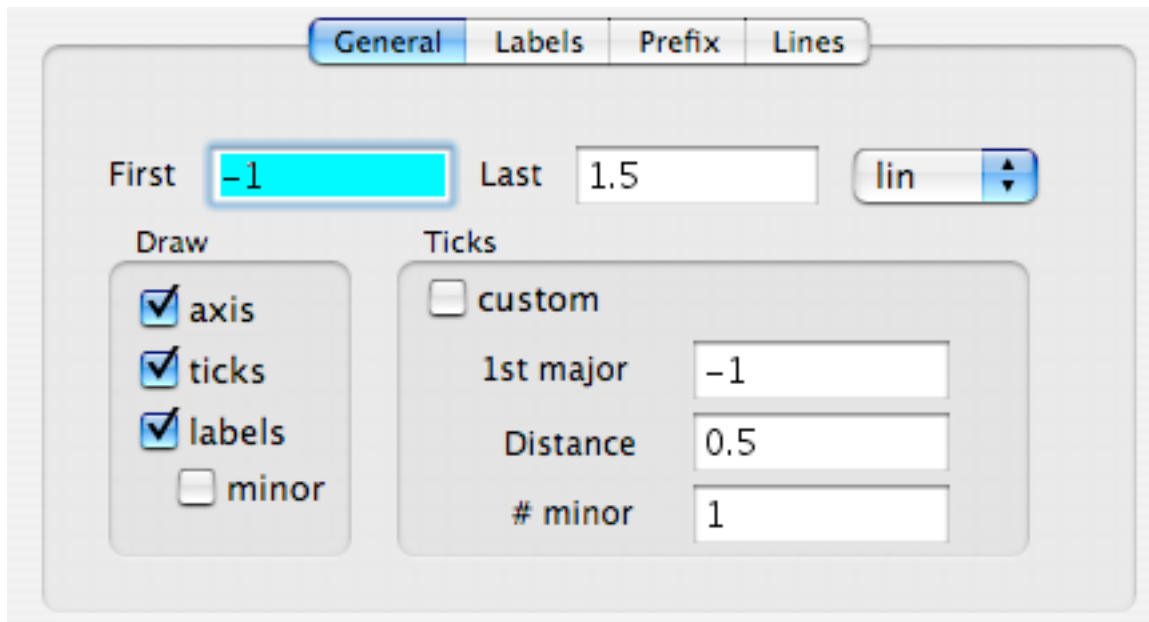 General Labels Prefix Lines
First -1 Last 1.5 lin
Draw Ticks
axis custom
ticks 1st major -1
labels Distance 0.5
minor # minor 1